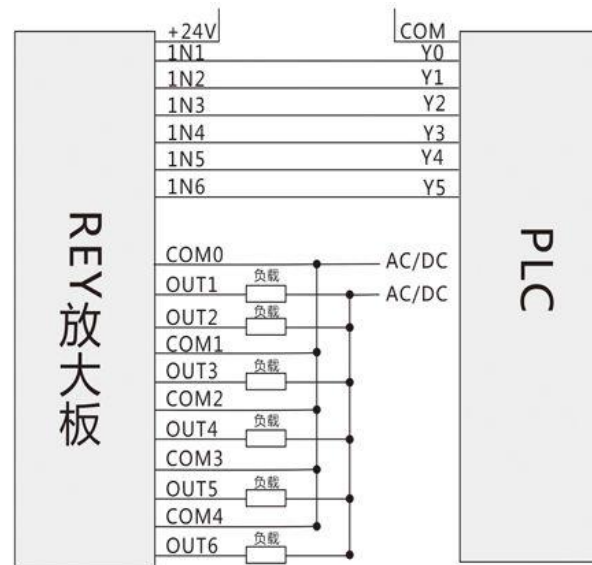 +24V
COM
1N1
Y0
1N2
Y1
1N3
Y2
1N4
Y3
1N5
Y4
1N6
Y5
REY放大板
PLC
COM0
AC/DC
负载
OUT1
AC/DC
负载
OUT2
COM1
负载
OUT3
COM2
负载
OUT4
COM3
负载
OUT5
COM4
负载
OUT6